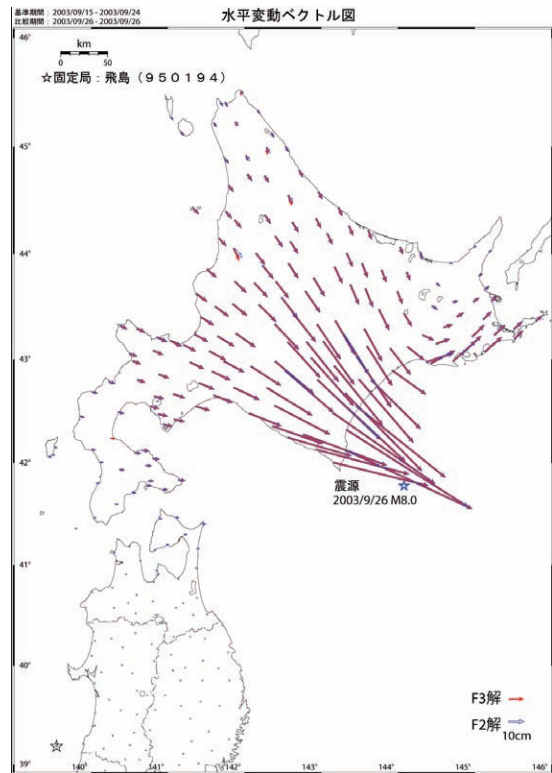 基準期間：2003/09/15-2003/09/24
比較期間：2003/09/26-2003/09/26
水平変動ベクトル図
46°
km
0 50
☆固定局：飛島（950194）
45°
44°
43°
42°
震源
2003/9/26 M8.0
41°
40°
F3解
F2解
10cm
39°
140° 141° 142° 143° 144° 145° 146°